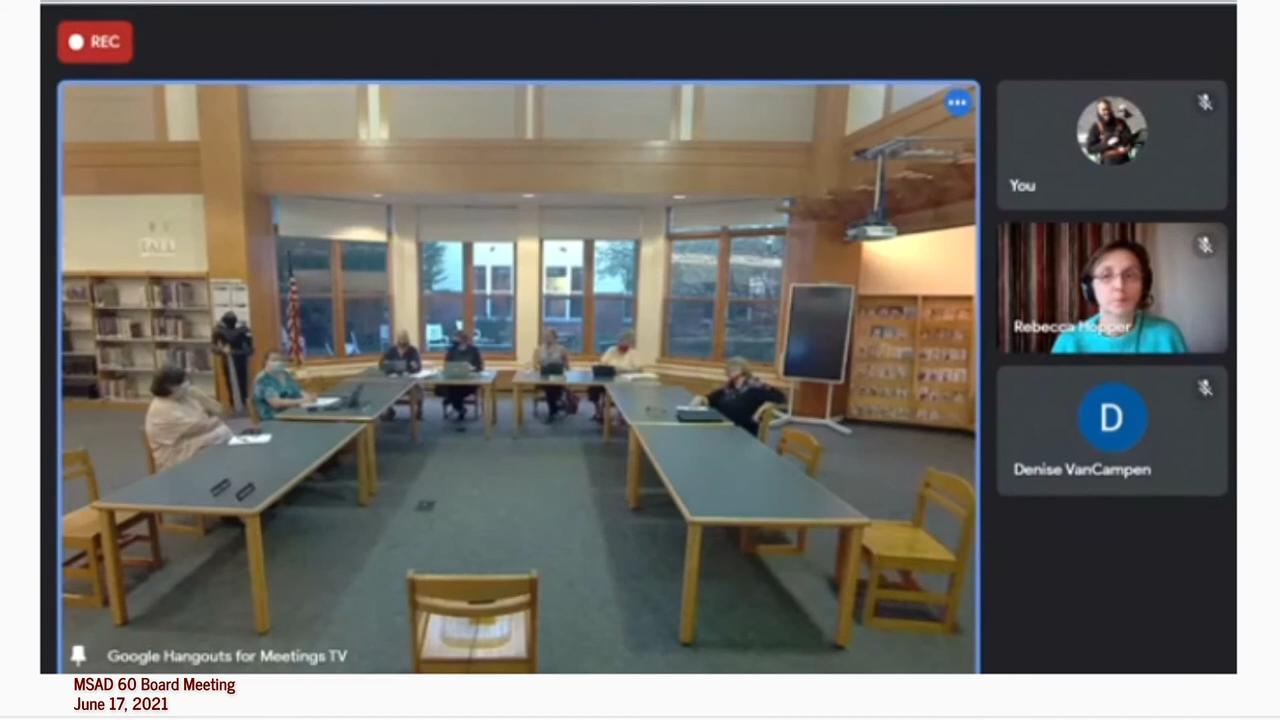 REC
You
Rebecca Hopper
D
Denise VanCampen
Google Hangouts for Meetings TV
MSAD 60 Board Meeting
June 17, 2021